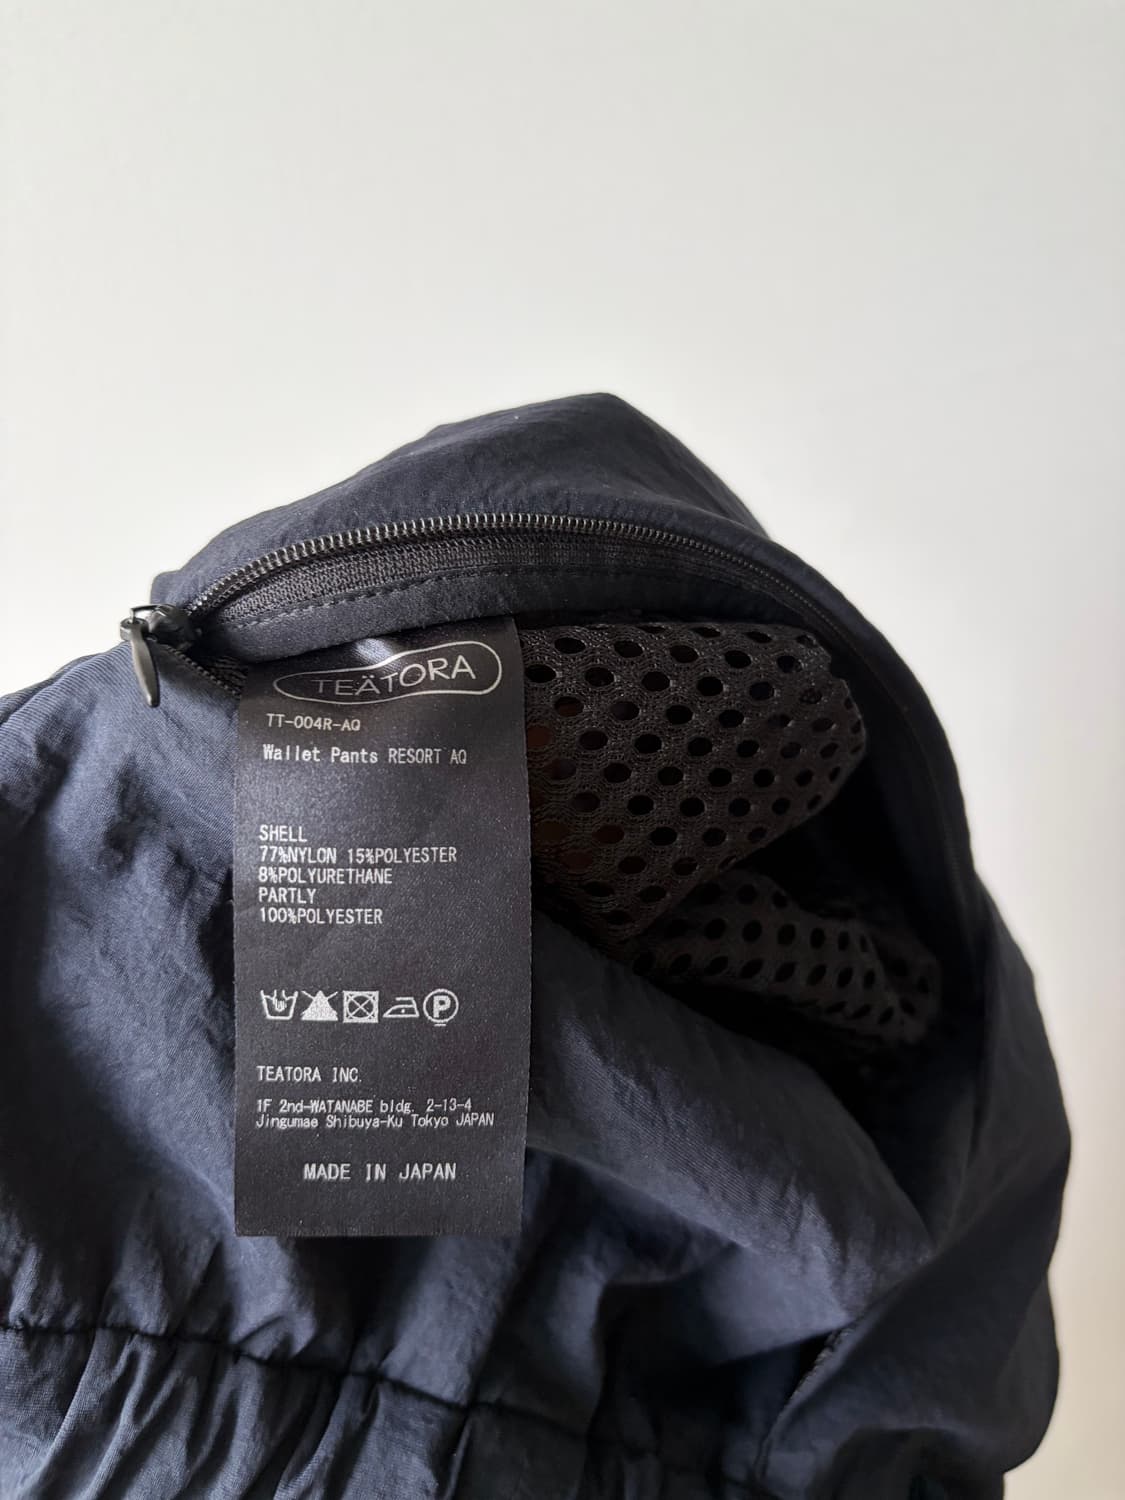 TEÄTORA
TT-004R-AQ
Wallet Pants RESORT AQ
SHELL
77%NYLON 15%POLYESTER
8%POLYURETHANE
PARTLY
100%POLYESTER
P
TEATORA INC.
1F 2nd-WATANABE bldg. 2-13-4
Jingumae Shibuya-Ku Tokyo JAPAN
MADE IN JAPAN